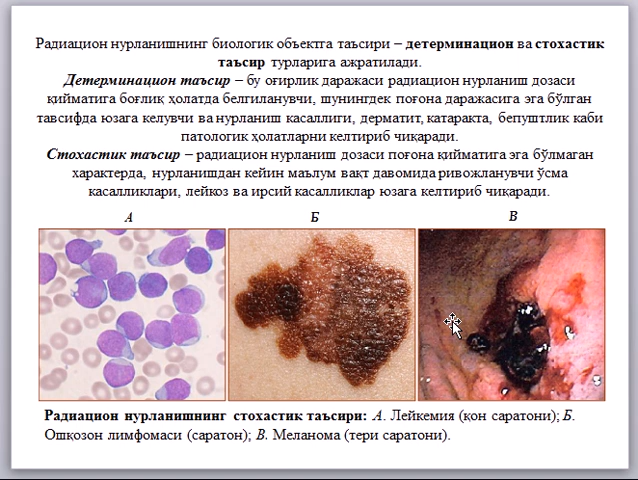 Радиацион нурланишнинг биологик объектга таъсири – детерминацион ва стохастик
таъсир турларига ажратилади.
Детерминацион таъсир – бу оғирлик даражаси радиацион нурланиш дозаси
қийматига боғлиқ ҳолатда белгиланувчи, шунингдек поғона даражасига эга бўлган
тавсифда юзага келувчи ва нурланиш касаллиги, дерматит, катаракта, бепуштлик каби
патологик ҳолатларни келтириб чиқаради.
Стохастик таъсир – радиацион нурланиш дозаси поғона қийматига эга бўлмаган
характерда, нурланишдан кейин маълум вақт давомида ривожланувчи ўсма
касалликлари, лейкоз ва ирсий касалликлар юзага келтириб чиқаради.
А Б В
Радиацион нурланишнинг стохастик таъсири: А. Лейкемия (қон саратони); Б.
Ошқозон лимфомаси (саратон); В. Меланома (тери саратони).